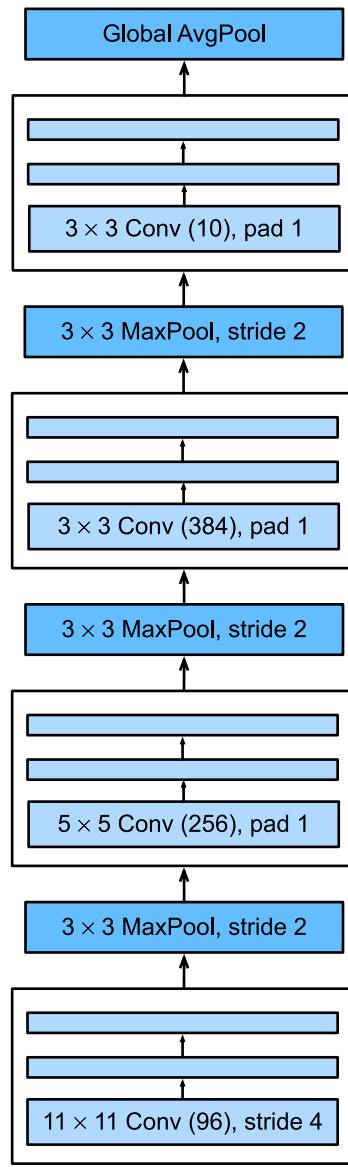 Global AvgPool
3 × 3 Conv (10), pad 1
3 × 3 MaxPool, stride 2
3 × 3 Conv (384), pad 1
3 × 3 MaxPool, stride 2
5 × 5 Conv (256), pad 1
3 × 3 MaxPool, stride 2
11 × 11 Conv (96), stride 4